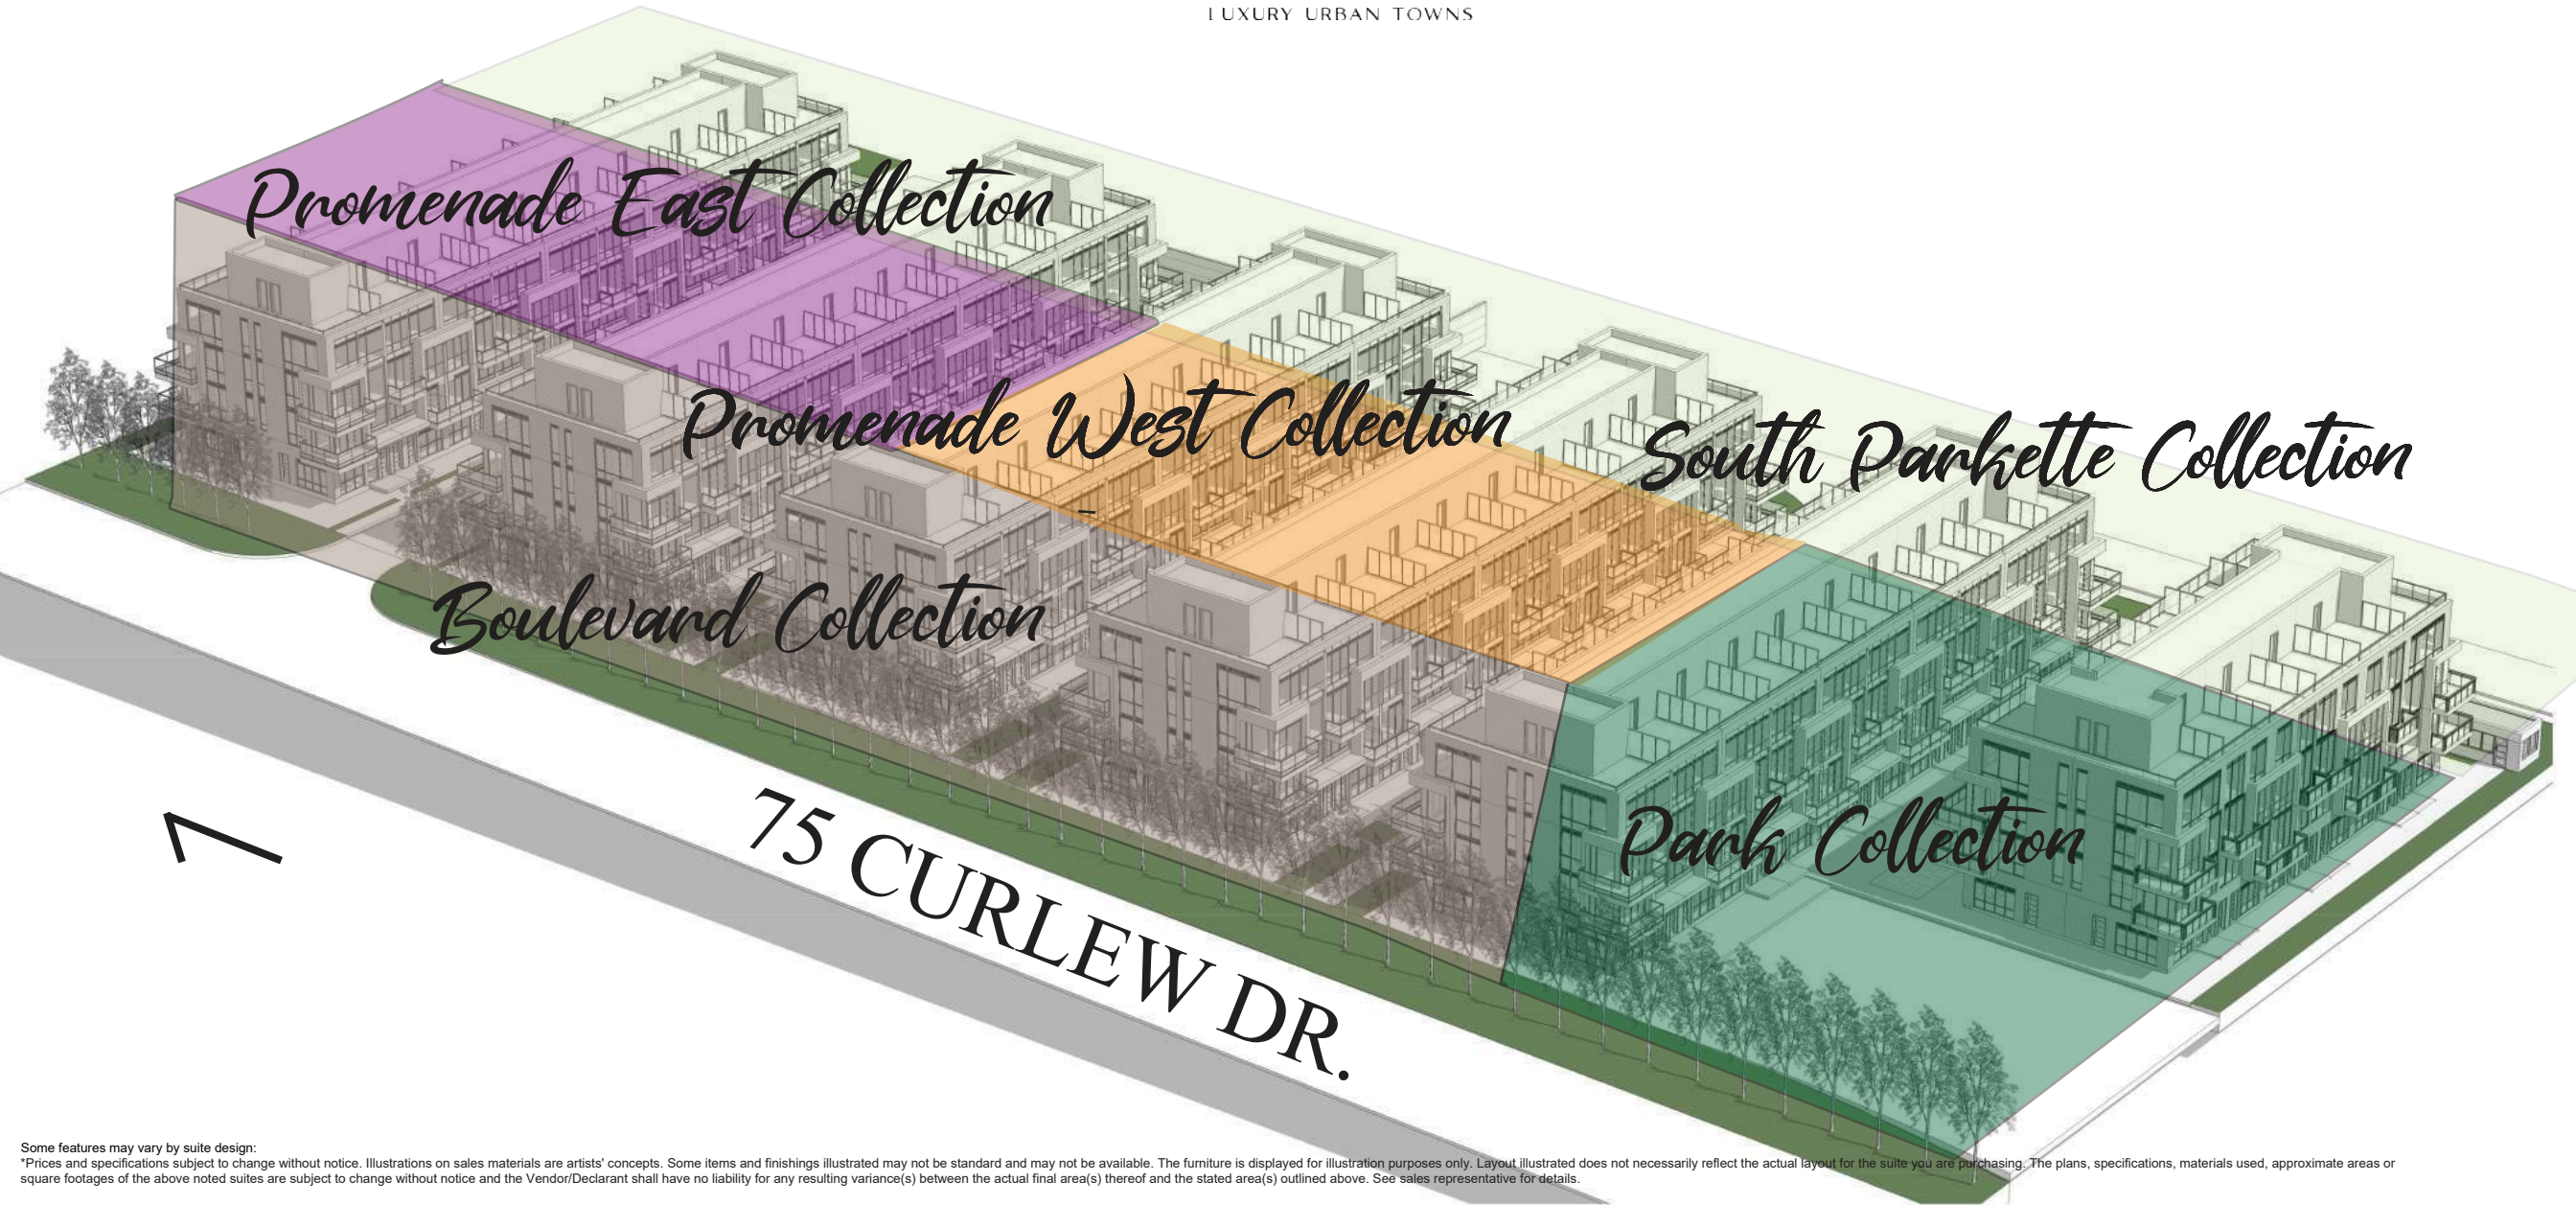 LUXURY URBAN TOWNS
Promenade East Collection
Promenade West Collection
South Parkette Collection
Boulevard Collection
Park Collection
75 CURLEW DR.
Some features may vary by suite design:
*Prices and specifications subject to change without notice. Illustrations on sales materials are artists' concepts. Some items and finishings illustrated may not be standard and may not be available. The furniture is displayed for illustration purposes only. Layout illustrated does not necessarily reflect the actual layout for the suite you are purchasing. The plans, specifications, materials used, approximate areas or
square footages of the above noted suites are subject to change without notice and the Vendor/Declarant shall have no liability for any resulting variance(s) between the actual final area(s) thereof and the stated area(s) outlined above. See sales representative for details.